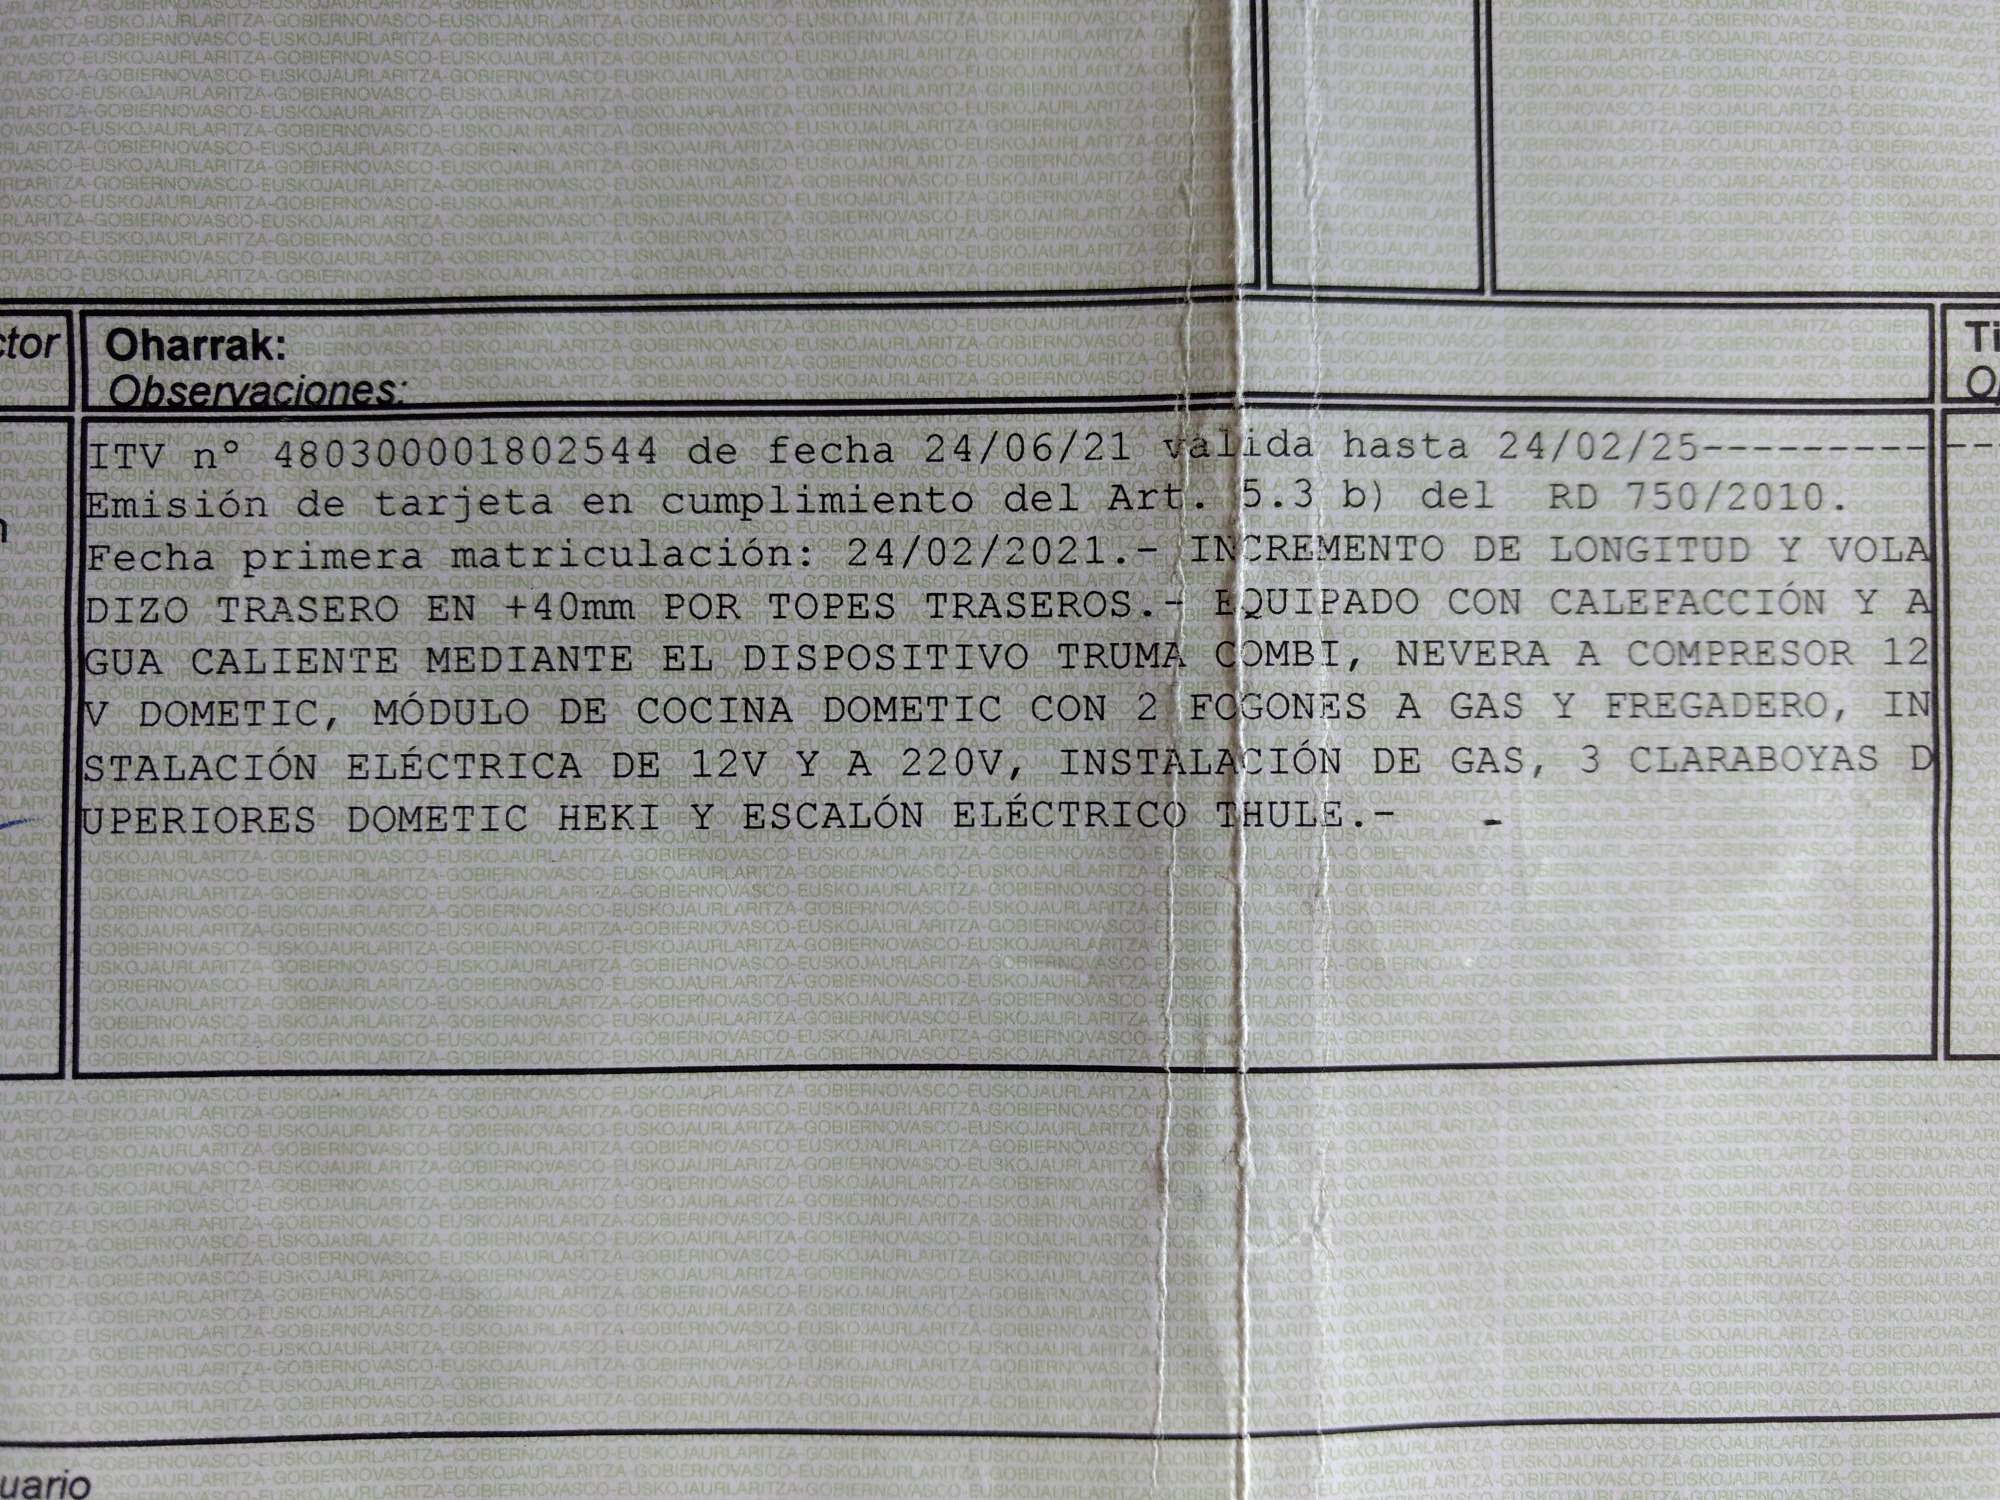 ctor
Oharrak:
Observaciones:
Ti
O
ITV nº 480300001802544 de fecha 24/06/21 válida hasta 24/02/25---------
Emisión de tarjeta en cumplimiento del Art. 5.3 b) del RD 750/2010.
Fecha primera matriculación: 24/02/2021.- INCREMENTO DE LONGITUD Y VOLA
DIZO TRASERO EN +40mm POR TOPES TRASEROS.- EQUIPADO CON CALEFACCIÓN Y A
GUA CALIENTE MEDIANTE EL DISPOSITIVO TRUMA COMBI, NEVERA A COMPRESOR 12
V DOMETIC, MÓDULO DE COCINA DOMETIC CON 2 FOGONES A GAS Y FREGADERO, IN
STALACIÓN ELÉCTRICA DE 12V Y A 220V, INSTALACIÓN DE GAS, 3 CLARABOYAS D
UPERIORES DOMETIC HEKI Y ESCALÓN ELÉCTRICO THULE.- -
uario